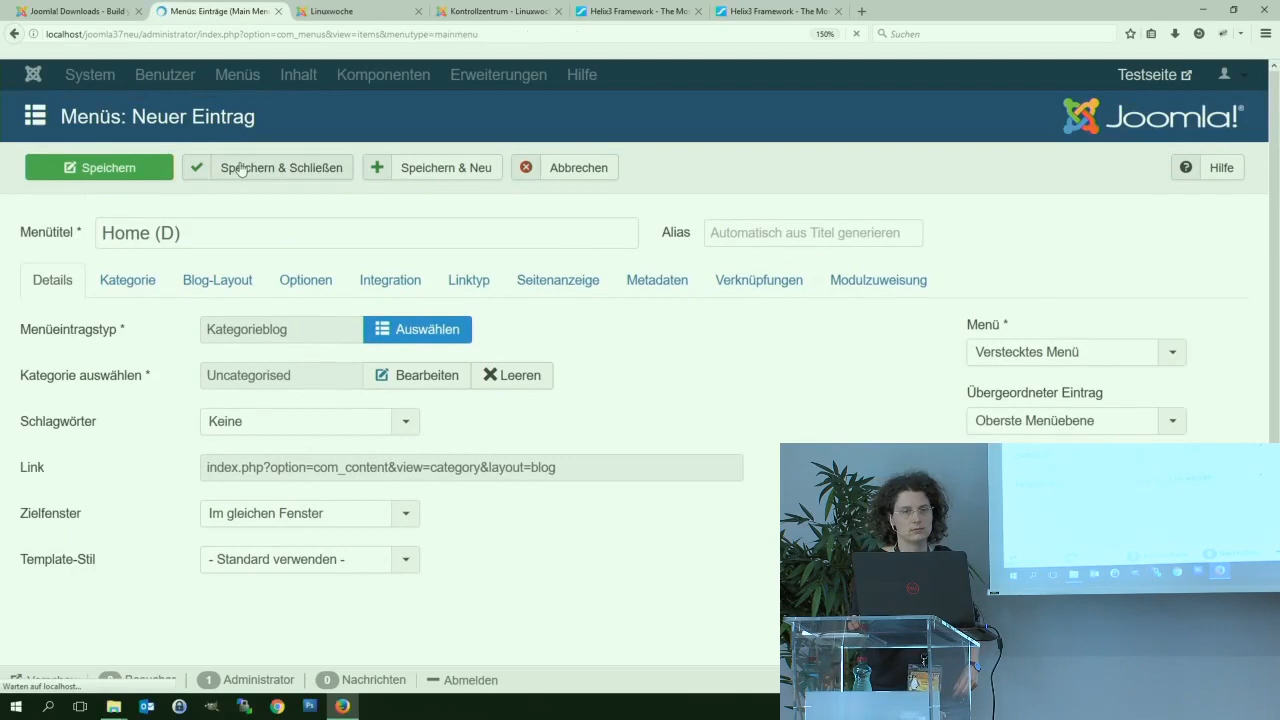 Joomla! Downloads - Build
Menüs: Einträge (Main Men
Linuxwoche
Kontrollzentrum - Linuxwoc
Helix3 Framework - The Mo
Helix3 Framework - The Mo
localhost/joomla37neu/administrator/index.php?option=com_menus&view=items&menutype=mainmenu
150%
Suchen
System Benutzer Menüs Inhalt Komponenten Erweiterungen Hilfe
Testseite
Menüs: Neuer Eintrag
Joomla!®
Speichern
Speichern & Schließen
Speichern & Neu
Abbrechen
Hilfe
Menütitel *
Home (D)
Alias
Automatisch aus Titel generieren
Details Kategorie Blog-Layout Optionen Integration Linktyp Seitenanzeige Metadaten Verknüpfungen Modulzuweisung
Menüeintragstyp *
Kategorieblog
Auswählen
Menü *
Verstecktes Menü
Kategorie auswählen *
Uncategorised
Bearbeiten
Leeren
Übergeordneter Eintrag
Oberste Menüebene
Schlagwörter
Keine
Link
index.php?option=com_content&view=category&layout=blog
Zielfenster
Im gleichen Fenster
Template-Stil
- Standard verwenden -
1 Administrator
0 Nachrichten
Abmelden
Warten auf localhost...